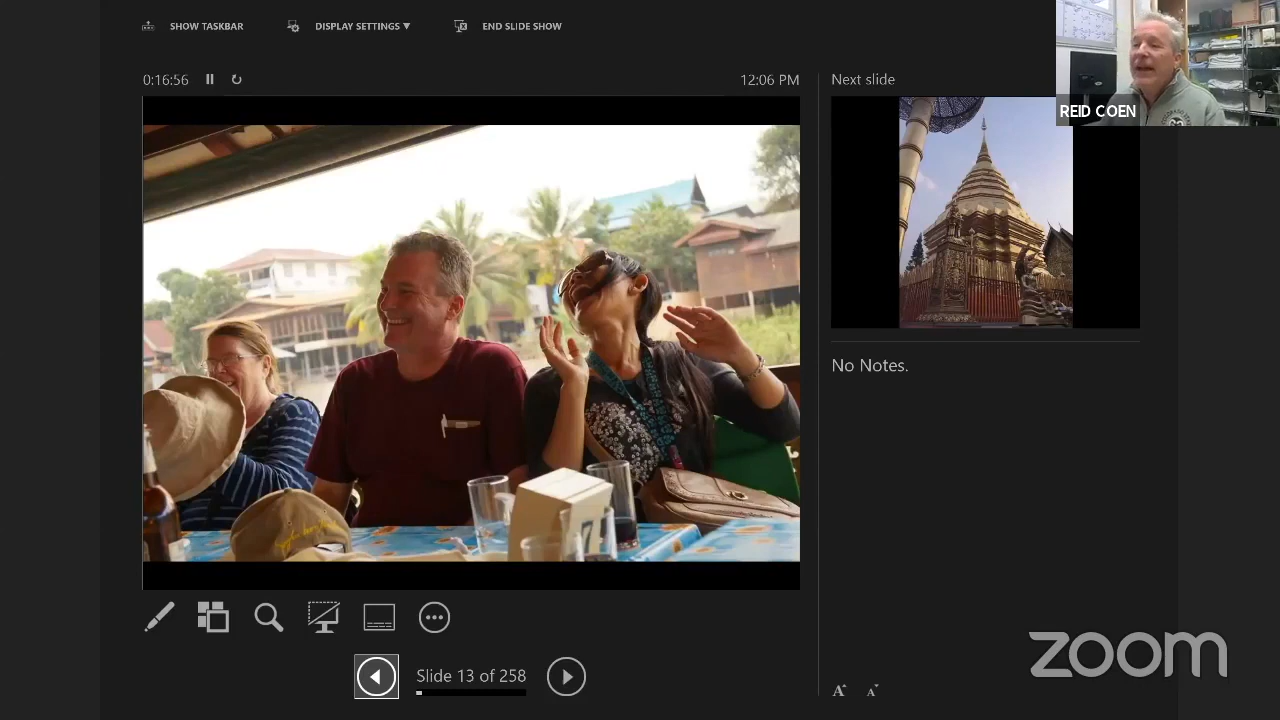 SHOW TASKBAR
DISPLAY SETTINGS ▼
END SLIDE SHOW
0:16:56
12:06 PM
Next slide
REID COEN
No Notes.
7
Slide 13 of 258
A
A
zoom